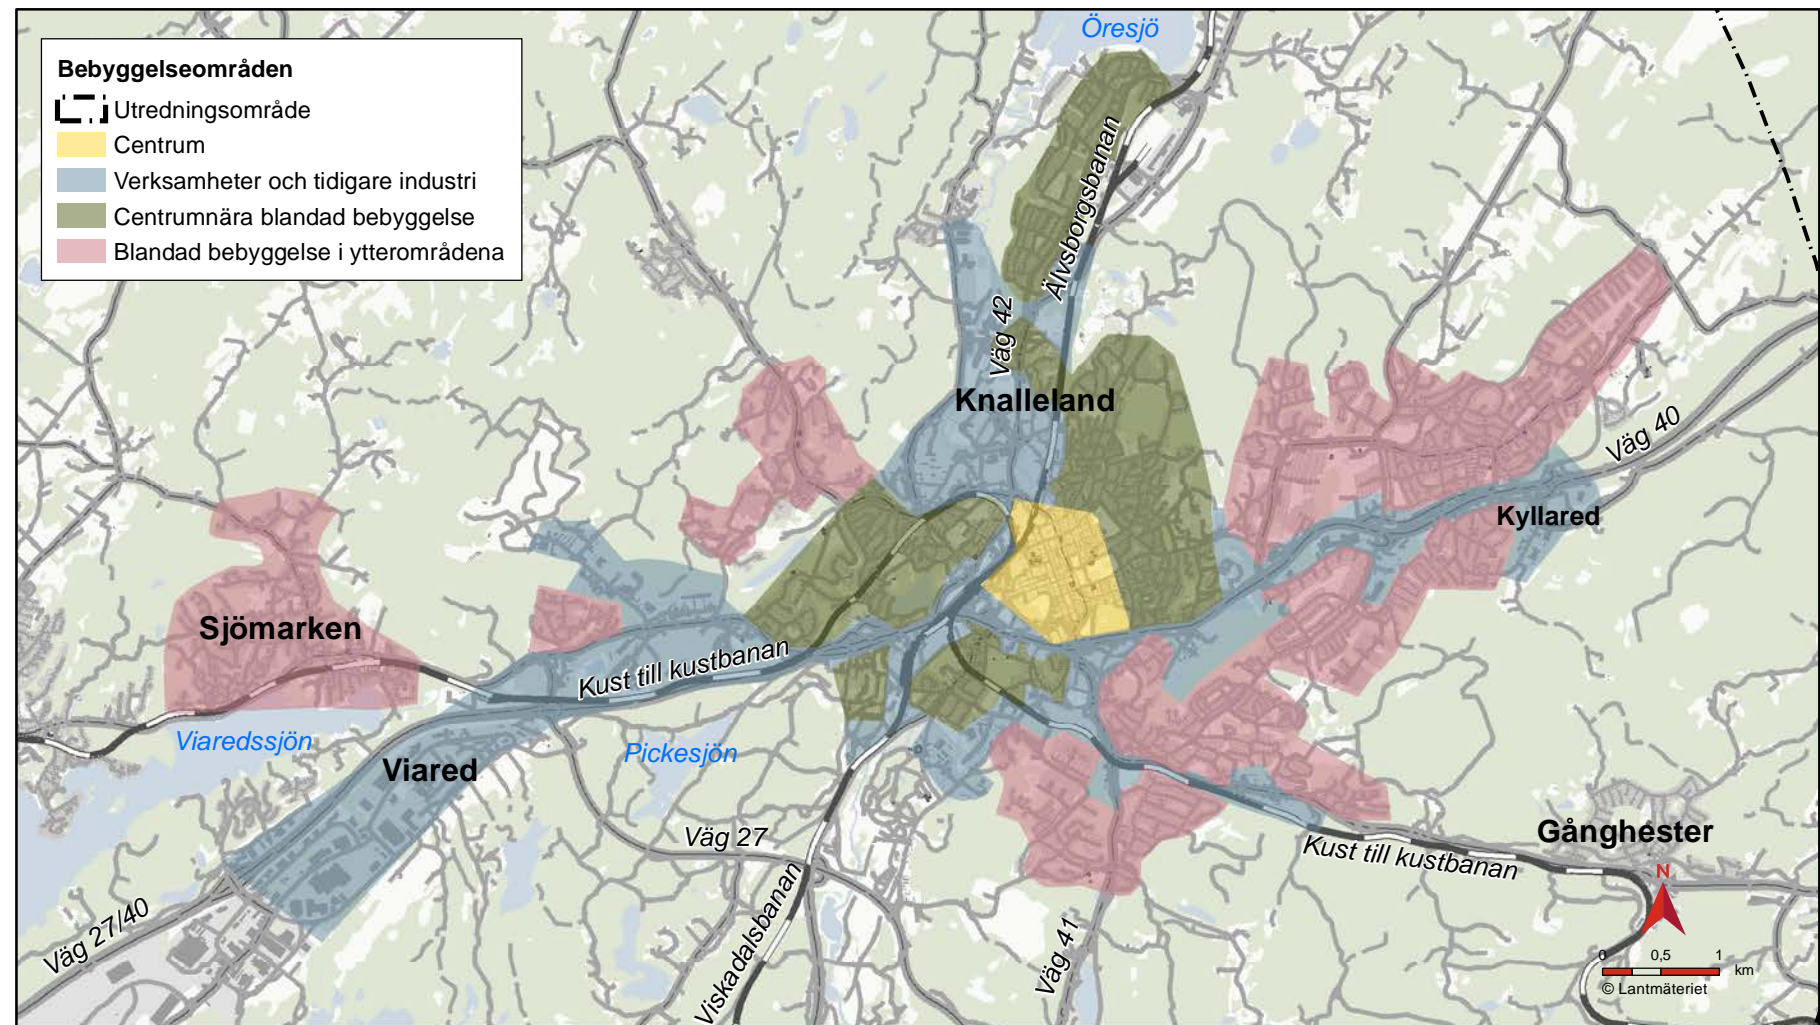 Öresjö
Bebyggelseområden
Utredningsområde
Centrum
Verksamheter och tidigare industri
Centrumnära blandad bebyggelse
Blandad bebyggelse i ytterområdena
Älvsborgsbanan
Väg 42
Knalleland
Väg 40
Kyllared
Sjömarken
Kust till kustbanan
Viaredssjön
Pickesjön
Viared
Väg 27
Gånghester
Kust till kustbanan
Väg 27/40
Viskadalsbanan
Väg 41
N
0 0,5 1
km
© Lantmäteriet